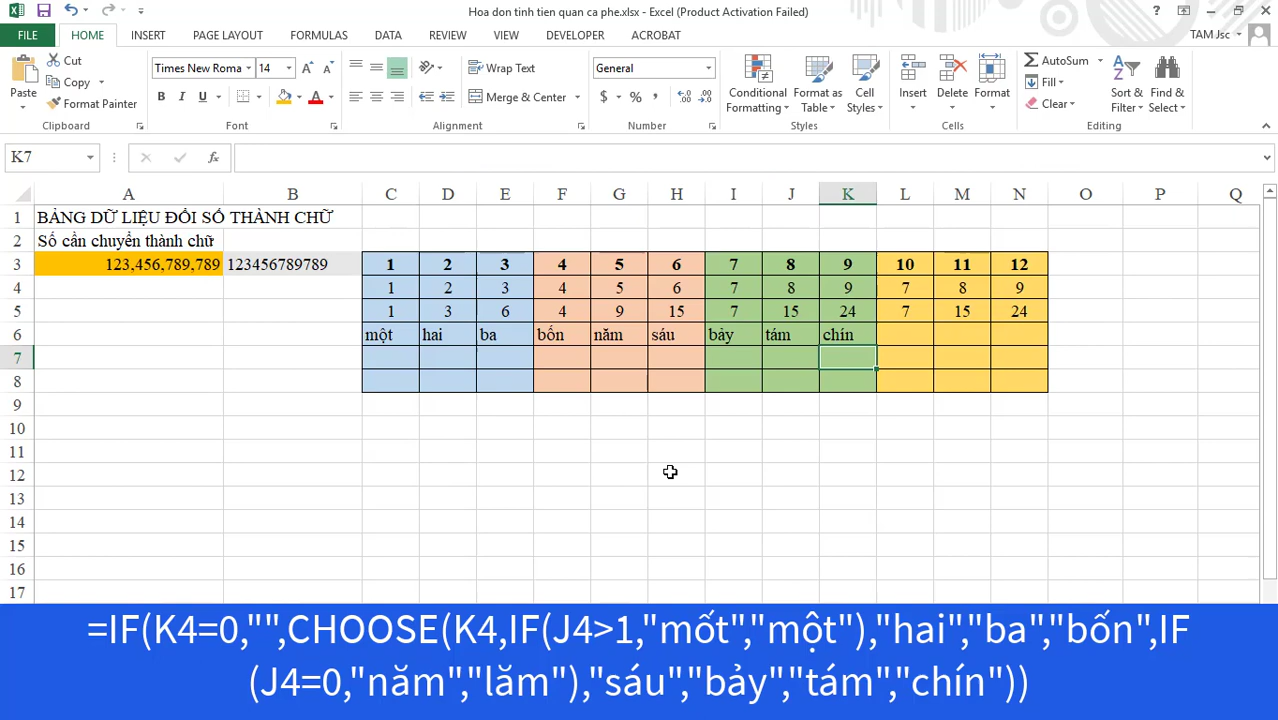 Hoa don tinh tien quan ca phe.xlsx - Excel (Product Activation Failed)
?
FILE HOME INSERT PAGE LAYOUT FORMULAS DATA REVIEW VIEW DEVELOPER ACROBAT TAM Jsc
Cut
Copy
Format Painter
Paste
Times New Roma 14
B I U
Wrap Text
Merge & Center
General
$ % ,
Conditional Formatting
Format as Table
Cell Styles
Insert Delete Format
AutoSum
Fill
Clear
Sort & Filter
Find & Select
Clipboard Font Alignment Number Styles Cells Editing
K7 fx
A B C D E F G H I J K L M N O P Q
1 BẢNG DỮ LIỆU ĐỔI SỐ THÀNH CHỮ
2 Số cần chuyển thành chữ
3 123,456,789,789 123456789789 1 2 3 4 5 6 7 8 9 10 11 12
4 1 2 3 4 5 6 7 8 9 7 8 9
5 1 3 6 4 9 15 7 15 24 7 15 24
6 một hai ba bốn năm sáu bảy tám chín
7
8
9
10
11
12
13
14
15
16
17
=IF(K4=0,"",CHOOSE(K4,IF(J4>1,"mốt","một"),"hai","ba","bốn",IF
(J4=0,"năm","lăm"),"sáu","bảy","tám","chín"))